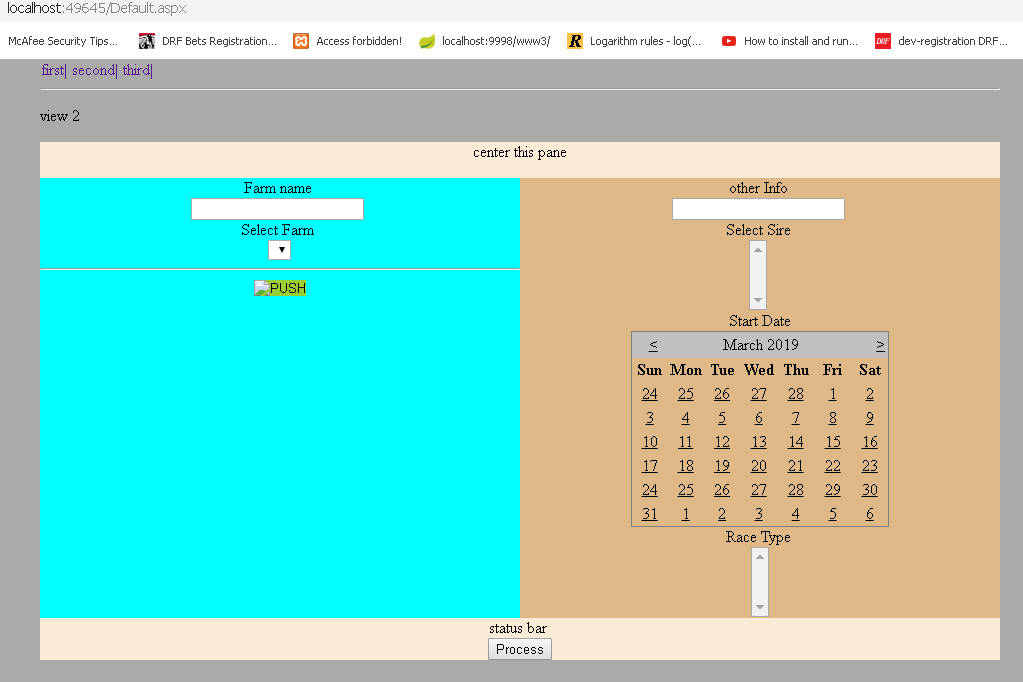 localhost:49645/Default.aspx
McAfee Security Tips... DRF Bets Registration... Access forbidden! localhost:9998/www3/ R Logarithm rules - log(... How to install and run... DRF dev-registration DRF...
first| second| third|
view 2
center this pane
Farm name
Select Farm
PUSH
other Info
Select Sire
Start Date
< March 2019 >
Sun Mon Tue Wed Thu Fri Sat
24 25 26 27 28 1 2
3 4 5 6 7 8 9
10 11 12 13 14 15 16
17 18 19 20 21 22 23
24 25 26 27 28 29 30
31 1 2 3 4 5 6
Race Type
status bar
Process